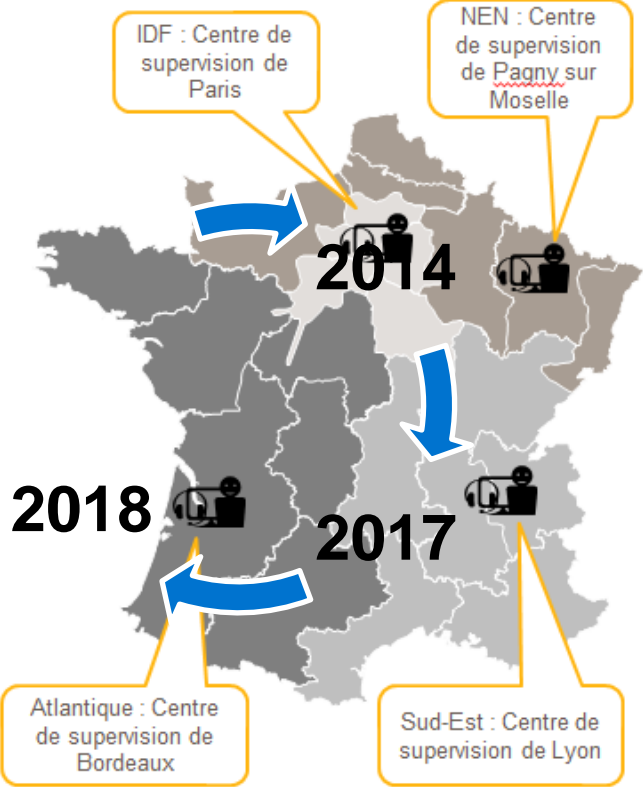 IDF : Centre de
supervision de
Paris
NEN : Centre
de supervision
de Pagny sur
Moselle
2014
2018
2017
Atlantique : Centre
de supervision de
Bordeaux
Sud-Est : Centre de
supervision de Lyon